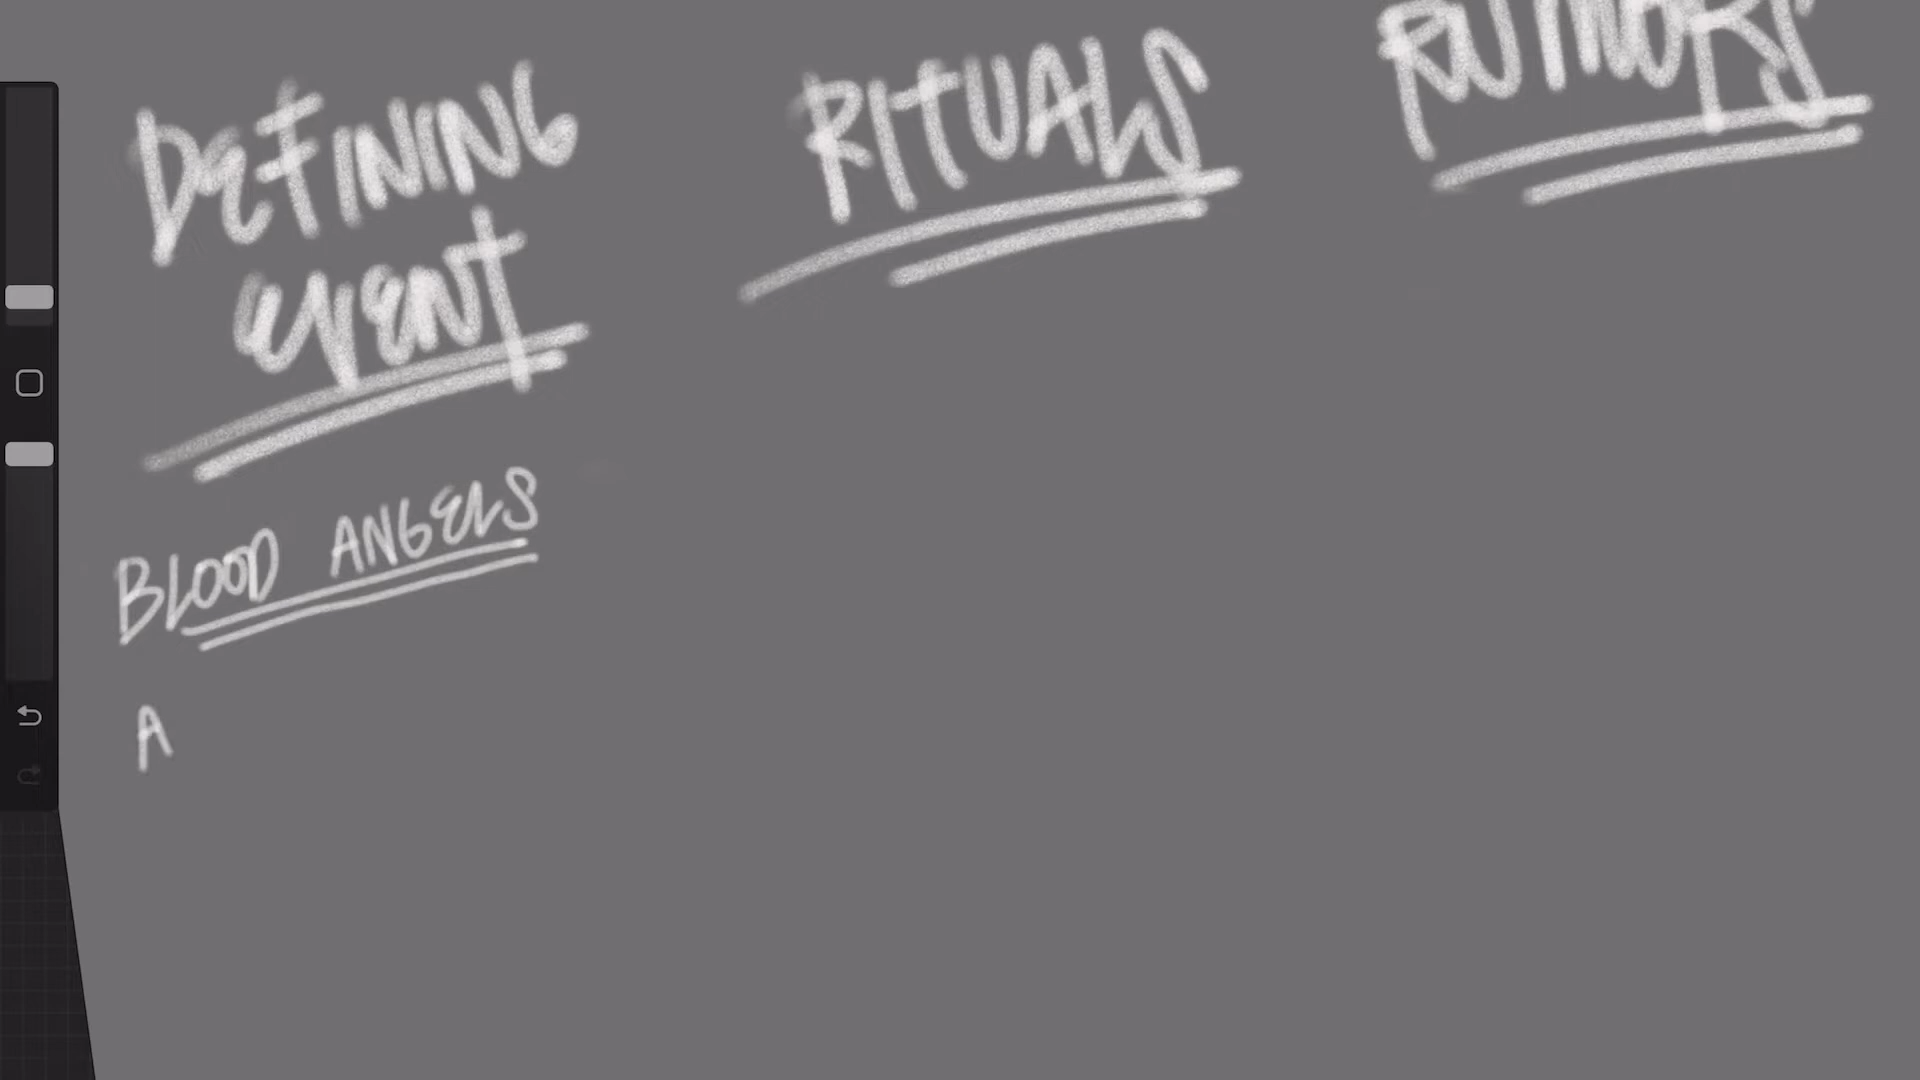 DEFINING
EVENT
RITUALS
RUMORS
BLOOD ANGELS
A